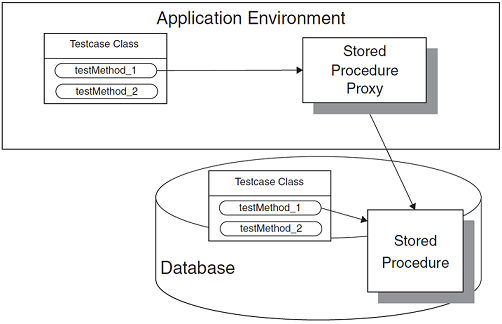 Application Environment
Testcase Class
testMethod_1
testMethod_2
Stored
Procedure
Proxy
Testcase Class
testMethod_1
testMethod_2
Stored
Procedure
Database